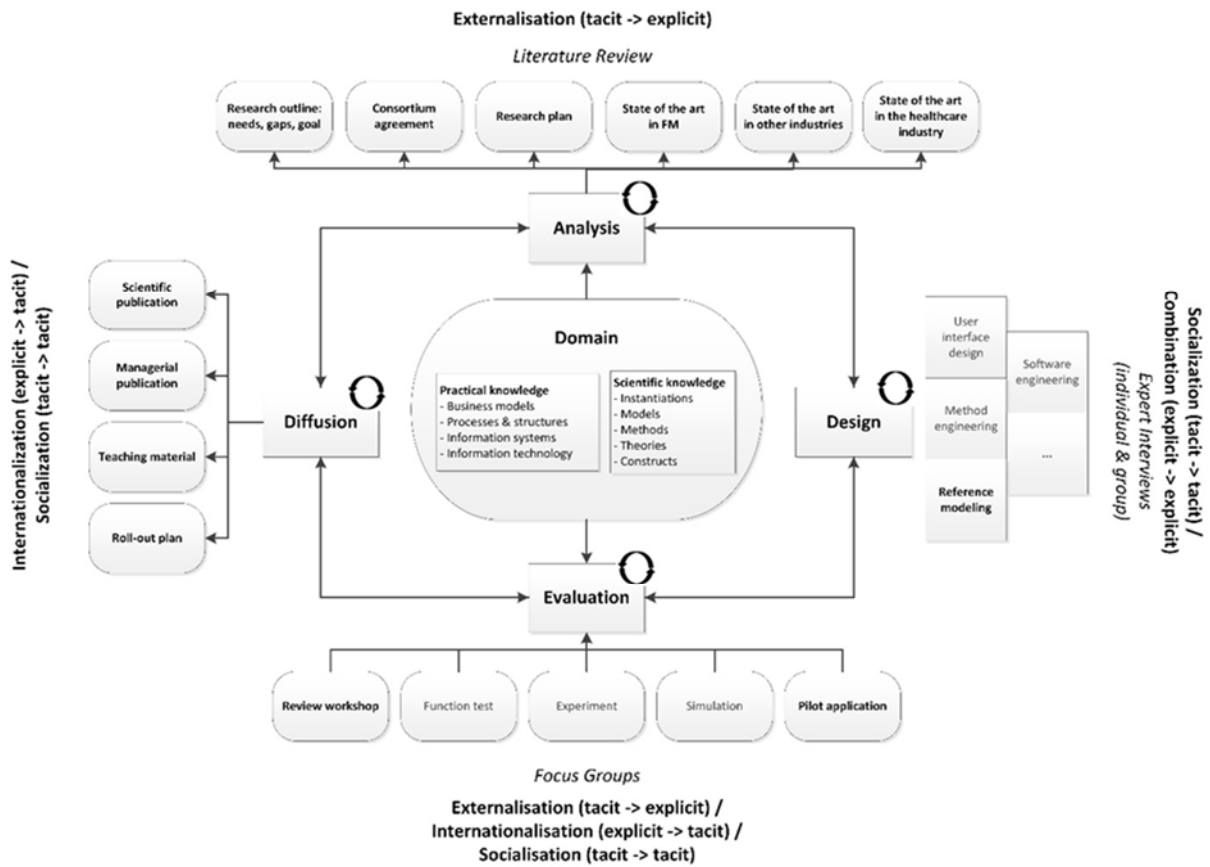 Externalisation (tacit -> explicit)
Literature Review
Research outline:
needs, gaps, goal
Consortium
agreement
Research plan
State of the art
in FM
State of the art
in other industries
State of the art
in the healthcare
industry
Analysis
Internationalization (explicit -> tacit) /
Socialization (tacit -> tacit)
Scientific
publication
Managerial
publication
Teaching material
Roll-out plan
Diffusion
Domain
Practical knowledge
- Business models
- Processes & structures
- Information systems
- Information technology
Scientific knowledge
- Instantiations
- Models
- Methods
- Theories
- Constructs
Design
User
interface
design
Method
engineering
Reference
modeling
Software
engineering
...
Socialization (tacit -> tacit) /
Combination (explicit -> explicit)
Expert Interviews
(individual & group)
Evaluation
Review workshop
Function test
Experiment
Simulation
Pilot application
Focus Groups
Externalisation (tacit -> explicit) /
Internationalisation (explicit -> tacit) /
Socialisation (tacit -> tacit)